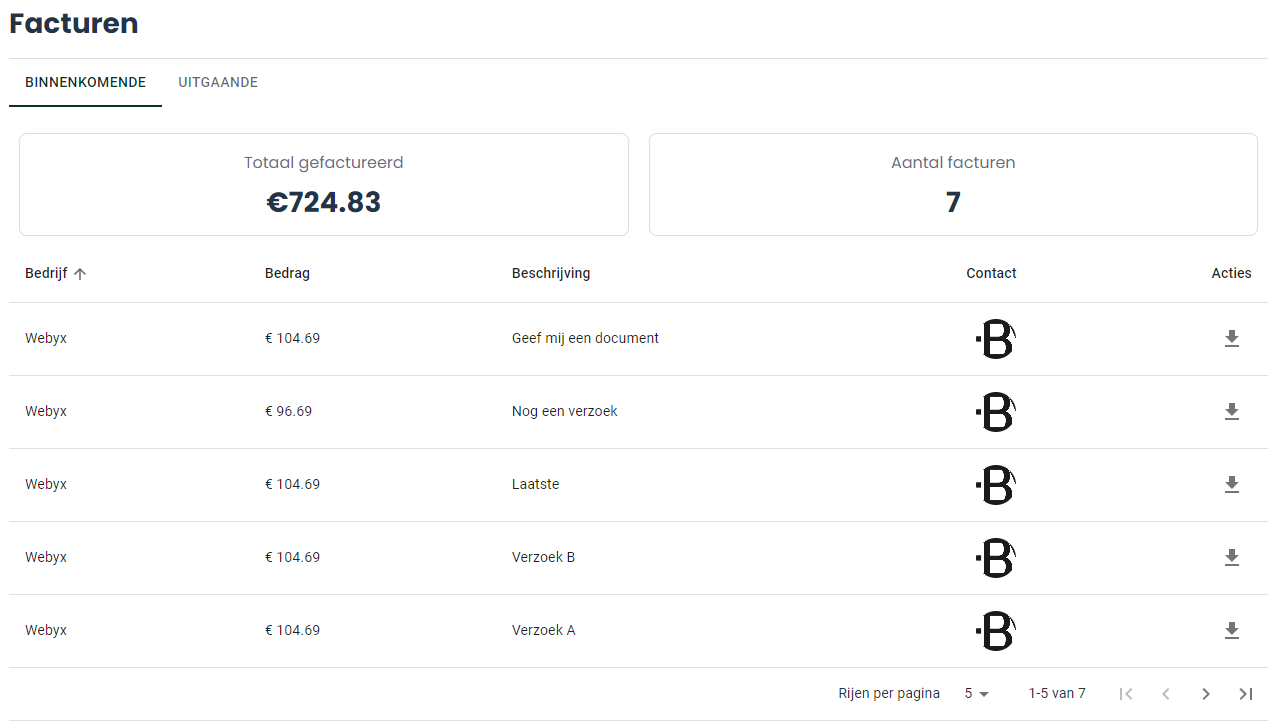 Facturen
BINNENKOMENDE UITGAANDE
Totaal gefactureerd
€724.83
Aantal facturen
7
Bedrijf Bedrag Beschrijving Contact Acties
Webyx € 104.69 Geef mij een document B
Webyx € 96.69 Nog een verzoek B
Webyx € 104.69 Laatste B
Webyx € 104.69 Verzoek B B
Webyx € 104.69 Verzoek A B
Rijen per pagina 5 1-5 van 7